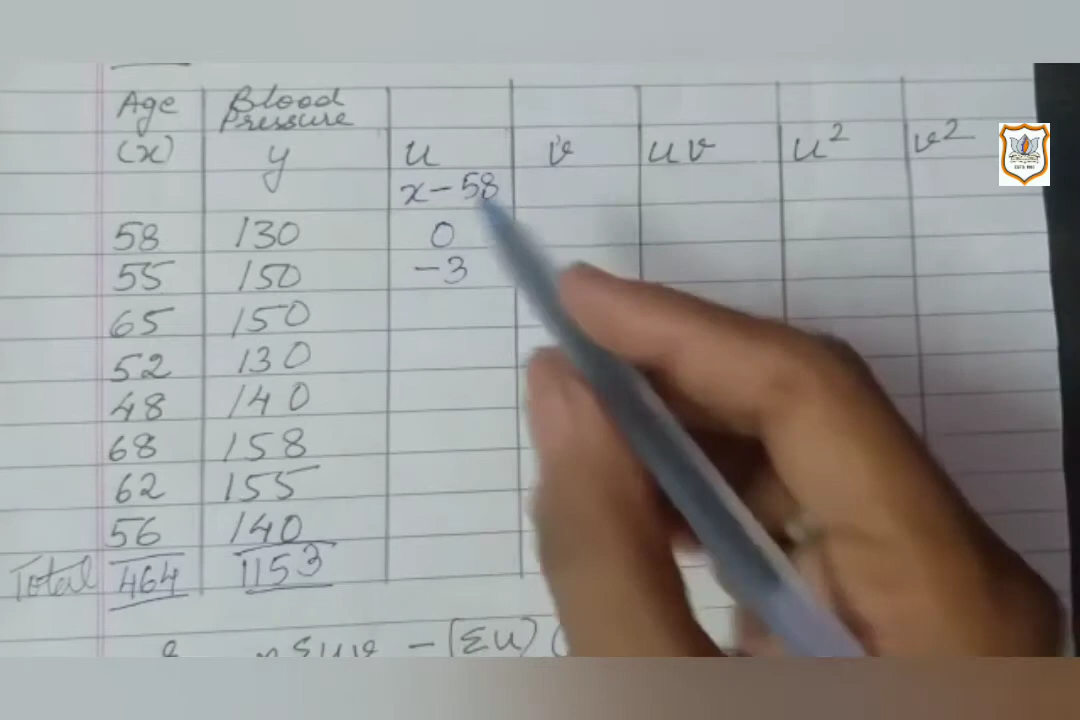 Age Blood Pressure
(x) y u v uv u² v²
x - 58
58 130 0
55 150 -3
65 150
52 130
48 140
68 158
62 155
56 140
Total 464 1153
- (Σu) (